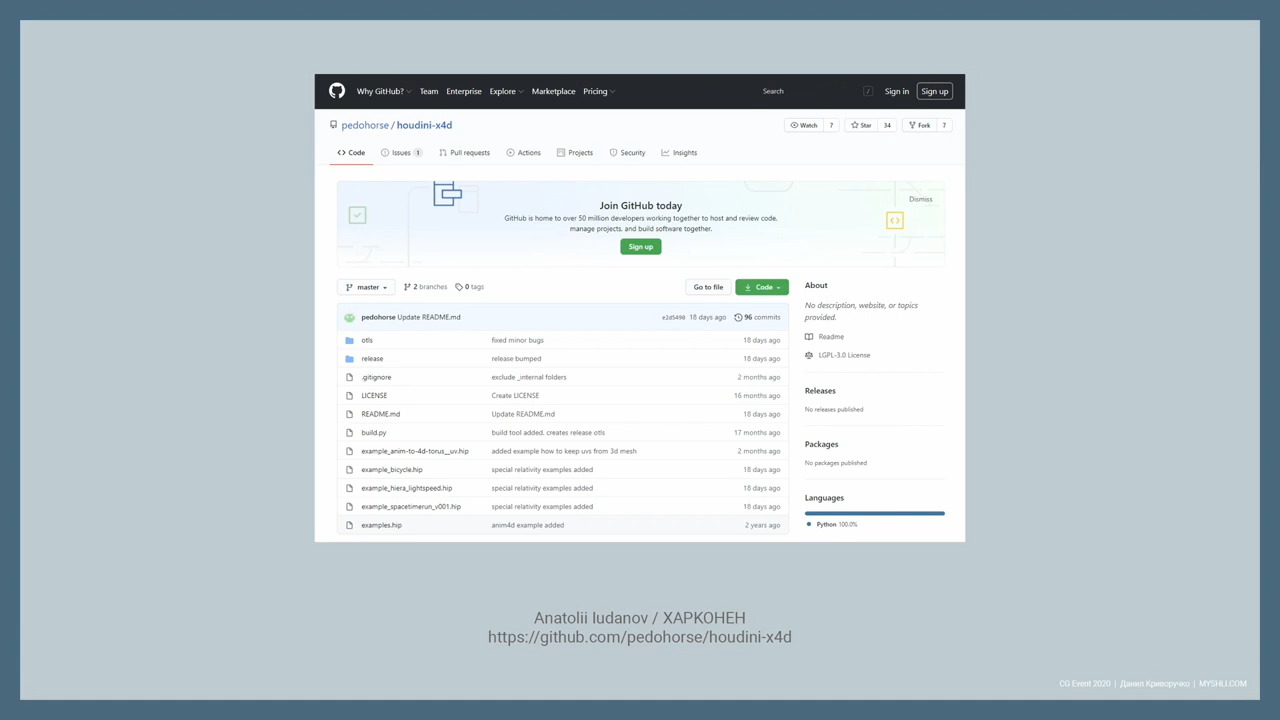 Why GitHub? Team Enterprise Explore Marketplace Pricing Search / Sign in Sign up
pedohorse / houdini-x4d Watch 7 Star 34 Fork 7
Code Issues 1 Pull requests Actions Projects Security Insights
Join GitHub today
Dismiss
GitHub is home to over 50 million developers working together to host and review code,
manage projects, and build software together.
Sign up
master 2 branches 0 tags Go to file Code
pedohorse Update README.md e2d5490 18 days ago 96 commits
otls fixed minor bugs 18 days ago
release release bumped 18 days ago
.gitignore exclude _internal folders 2 months ago
LICENSE Create LICENSE 16 months ago
README.md Update README.md 18 days ago
build.py build tool added. creates release otls 17 months ago
example_anim-to-4d-torus__uv.hip added example how to keep uvs from 3d mesh 2 months ago
example_bicycle.hip special relativity examples added 18 days ago
example_hiera_lightspeed.hip special relativity examples added 18 days ago
example_spacetimerun_v001.hip special relativity examples added 18 days ago
examples.hip anim4d example added 2 years ago
About
No description, website, or topics
provided.
Readme
LGPL-3.0 License
Releases
No releases published
Packages
No packages published
Languages
Python 100.0%
Anatolii Iudanov / ХАРКОНЕН
https://github.com/pedohorse/houdini-x4d
CG Event 2020 | Данил Криворучко | MYSHLI.COM